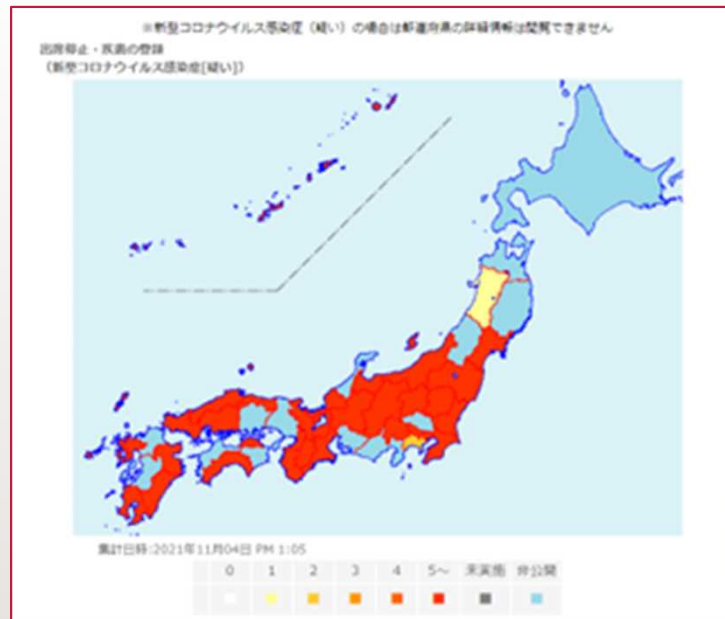 ※新型コロナウイルス感染症（疑い）の場合は都道府県の詳細情報は閲覧できません
出席停止・疾患の登録
（新型コロナウイルス感染症[疑い]）
集計日時:2021年11月04日 PM 1:05
0 1 2 3 4 5～ 未実施 非公開